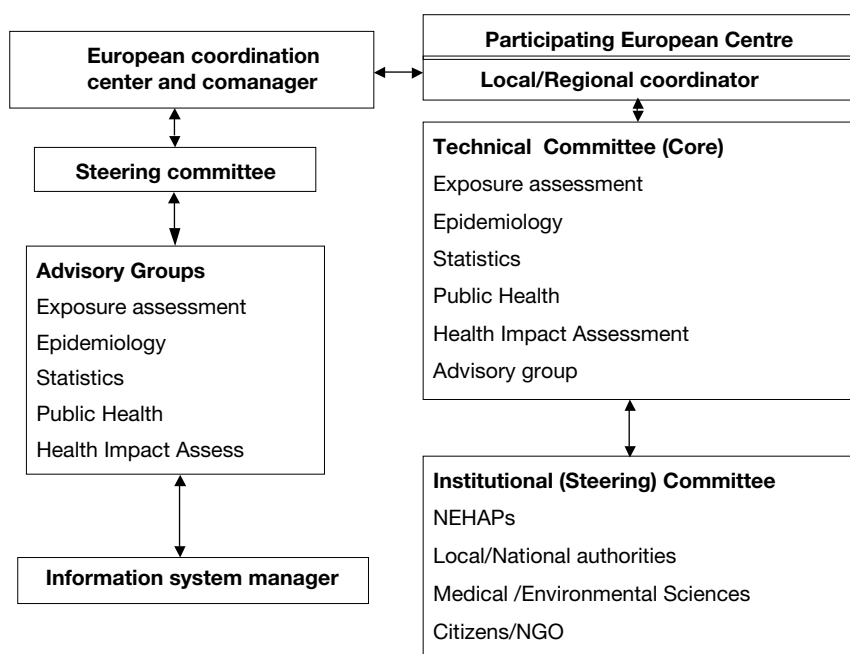 European coordination
center and comanager
Steering committee
Advisory Groups
Exposure assessment
Epidemiology
Statistics
Public Health
Health Impact Assess
Information system manager
Participating European Centre
Local/Regional coordinator
Technical  Committee (Core)
Exposure assessment
Epidemiology
Statistics
Public Health
Health Impact Assessment
Advisory group
Institutional (Steering) Committee
NEHAPs
Local/National authorities
Medical /Environmental Sciences
Citizens/NGO